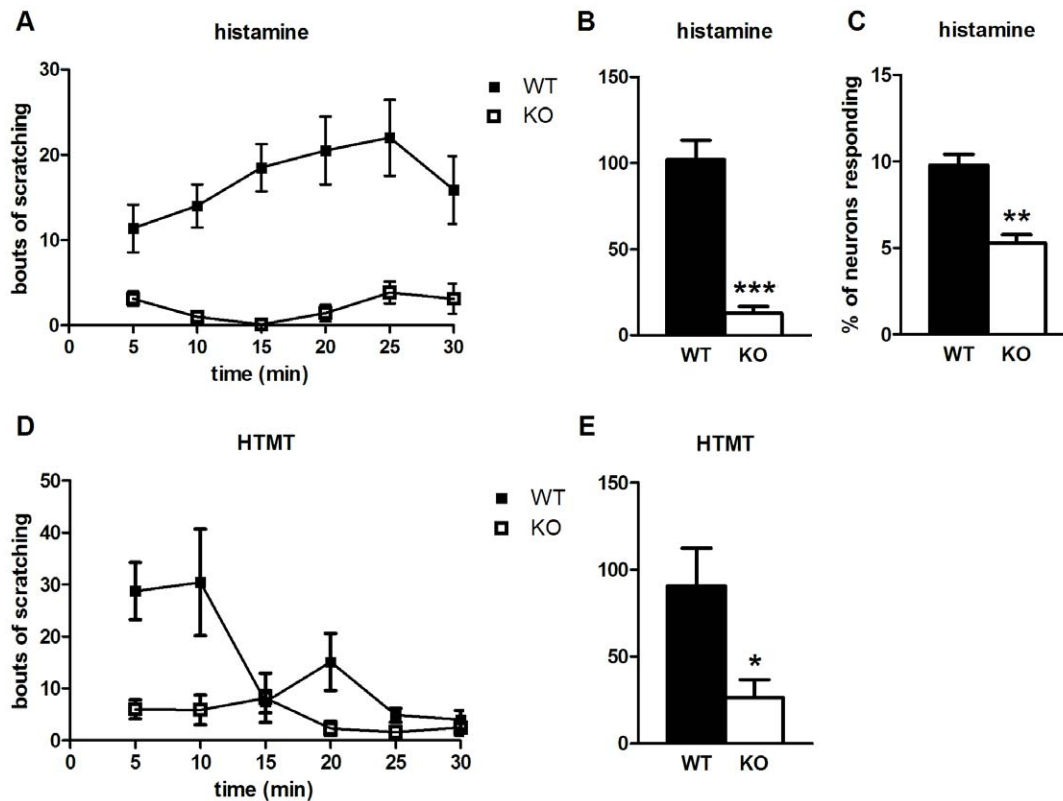 A
histamine
bouts of scratching
30
20
10
0
0 5 10 15 20 25 30
time (min)
WT
KO
B
histamine
150
100
50
0
***
WT KO
C
histamine
% of neurons responding
15
10
5
0
**
WT KO
D
HTMT
bouts of scratching
50
40
30
20
10
0
0 5 10 15 20 25 30
time (min)
WT
KO
E
HTMT
150
100
50
0
*
WT KO